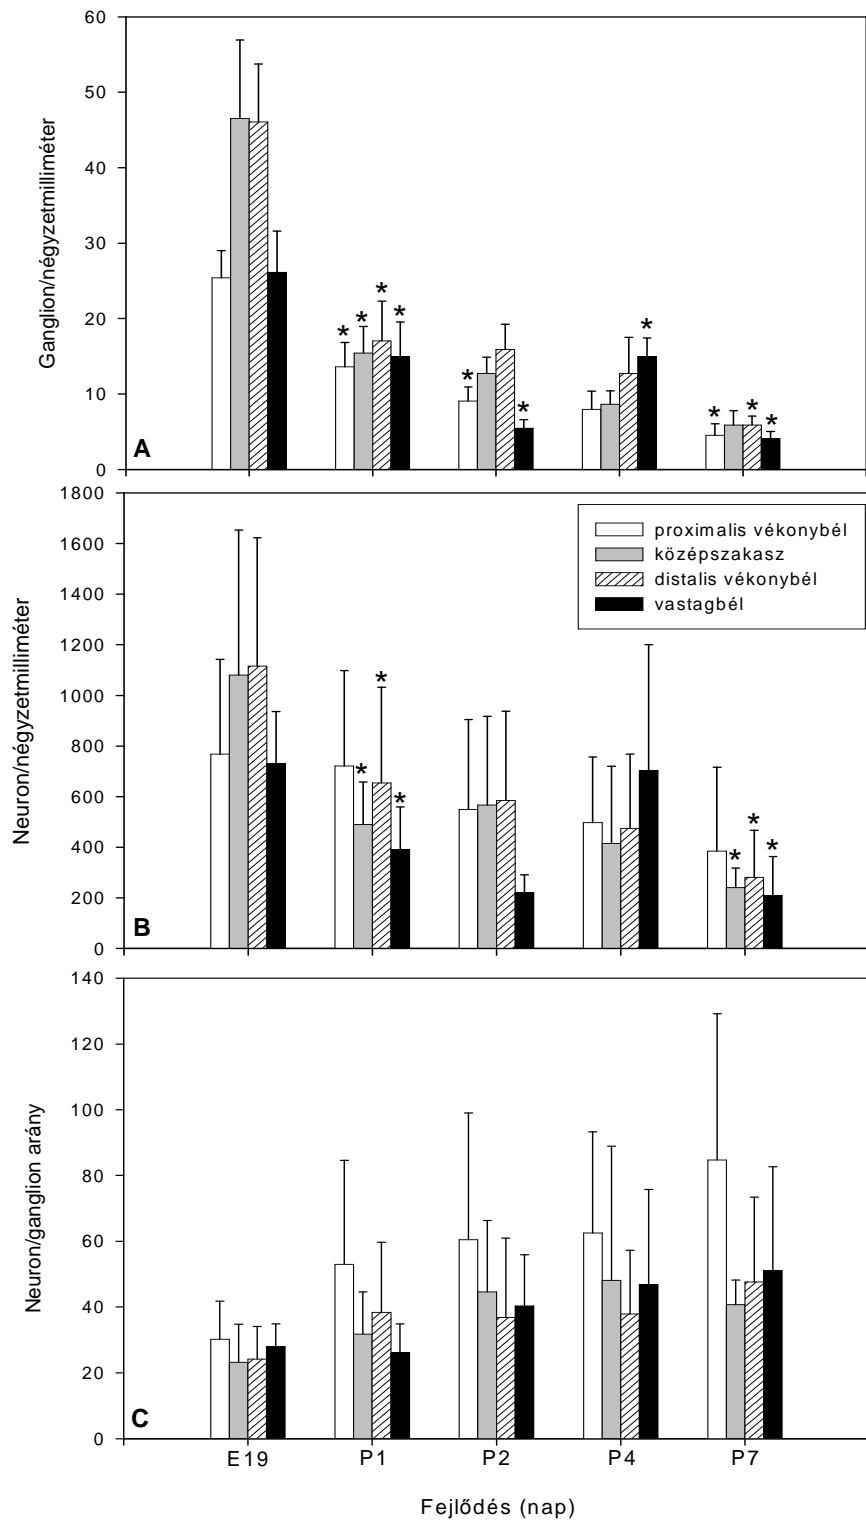 60
50
40
30
20
10
0
Ganglion/négyzetmilliméter
* * * *
* *
*
* * *
A
1800
1600
1400
1200
1000
800
600
400
200
0
Neuron/négyzetmilliméter
proximalis vékonybél
középszakasz
distalis vékonybél
vastagbél
* * *
* * *
B
140
120
100
80
60
40
20
0
Neuron/ganglion arány
C
E19 P1 P2 P4 P7
Fejlődés (nap)